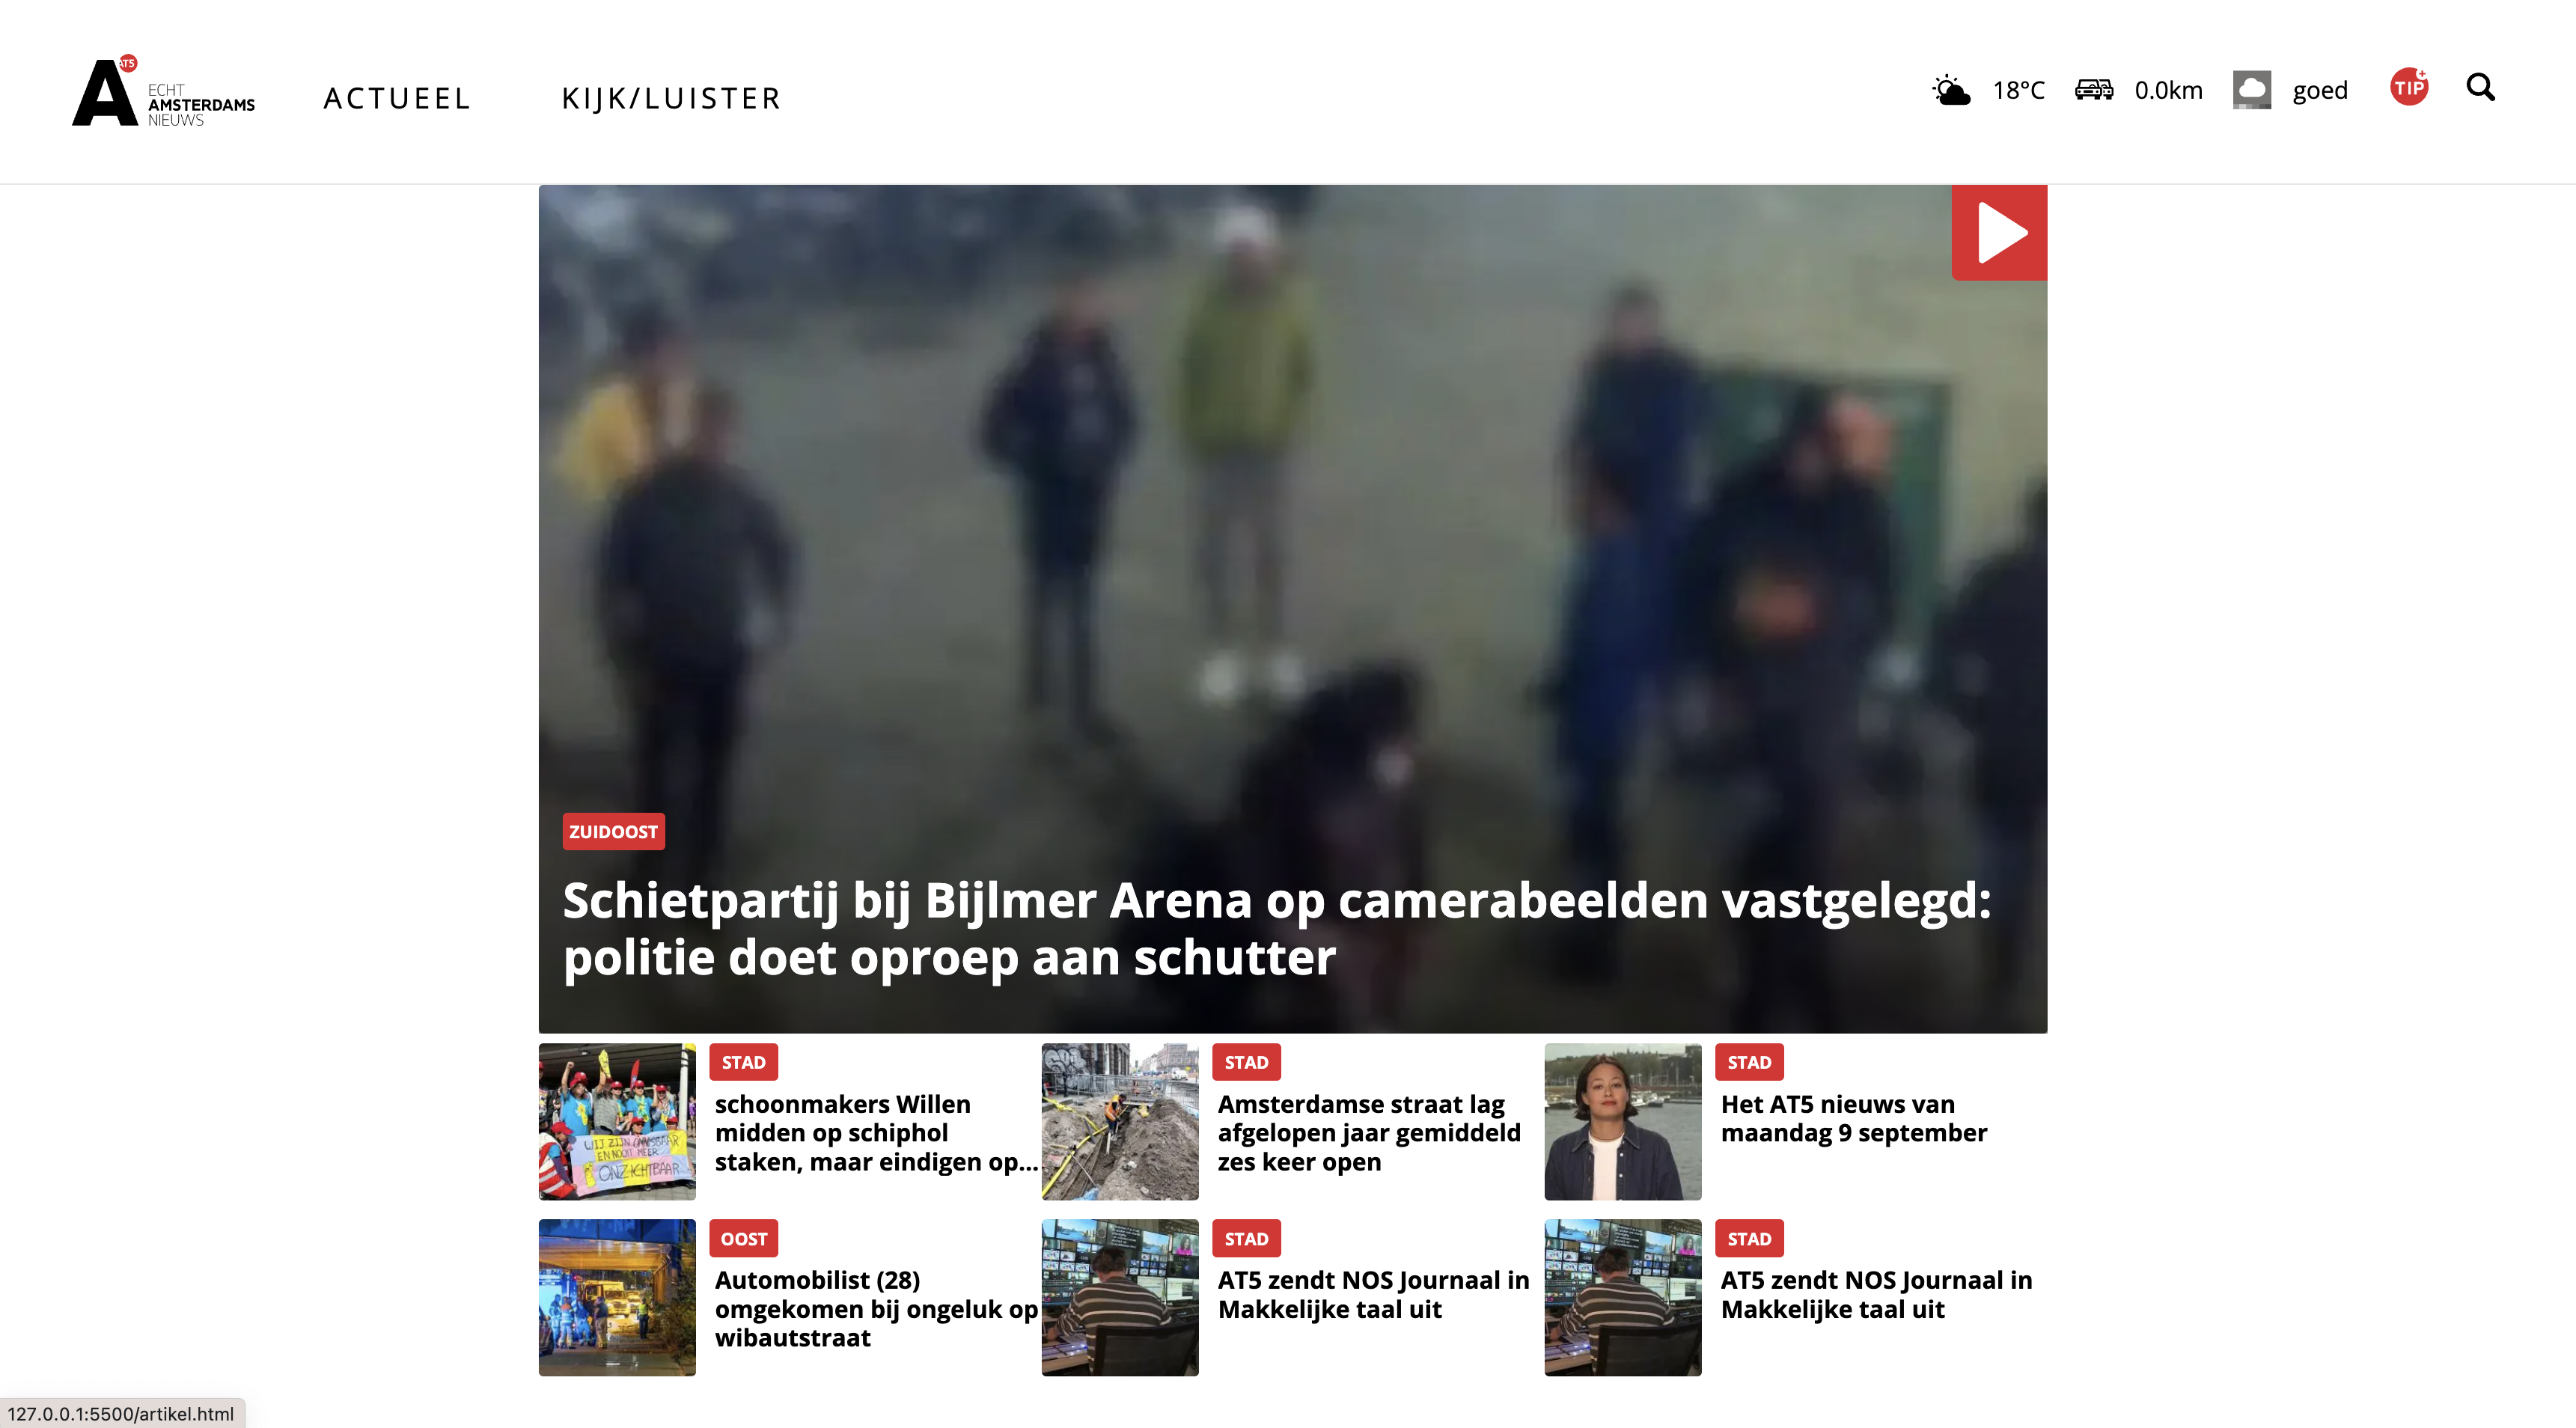 AT5
ECHT
AMSTERDAMS
NIEUWS
ACTUEEL
KIJK/LUISTER
18°C
0.0km
goed
TIP
+
ZUIDOOST
Schietpartij bij Bijlmer Arena op camerabeelden vastgelegd:
politie doet oproep aan schutter
STAD
schoonmakers Willen
midden op schiphol
staken, maar eindigen op...
WIJ ZIJN ONMISBAAR
EN NOOIT MEER
ONZICHTBAAR
STAD
Amsterdamse straat lag
afgelopen jaar gemiddeld
zes keer open
STAD
Het AT5 nieuws van
maandag 9 september
OOST
Automobilist (28)
omgekomen bij ongeluk op
wibautstraat
STAD
AT5 zendt NOS Journaal in
Makkelijke taal uit
STAD
AT5 zendt NOS Journaal in
Makkelijke taal uit
127.0.0.1:5500/artikel.html